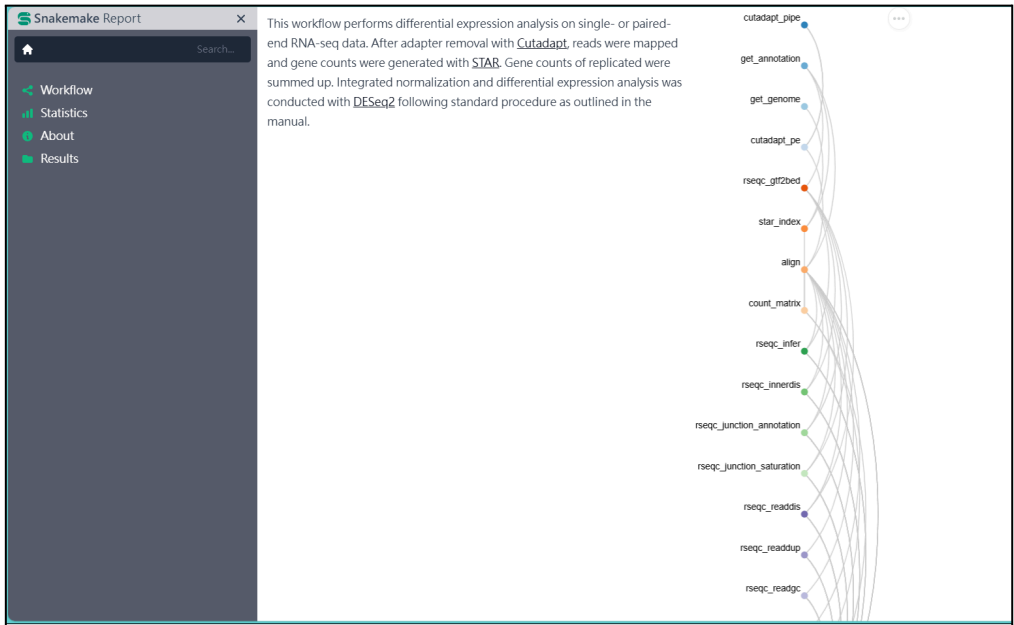 Snakemake Report ×
Search...
Workflow
Statistics
About
Results
This workflow performs differential expression analysis on single- or paired-
end RNA-seq data. After adapter removal with Cutadapt, reads were mapped
and gene counts were generated with STAR. Gene counts of replicated were
summed up. Integrated normalization and differential expression analysis was
conducted with DESeq2 following standard procedure as outlined in the
manual.
cutadapt_pipe
get_annotation
get_genome
cutadapt_pe
rseqc_gtf2bed
star_index
align
count_matrix
rseqc_infer
rseqc_innerdis
rseqc_junction_annotation
rseqc_junction_saturation
rseqc_readdis
rseqc_readdup
rseqc_readgc